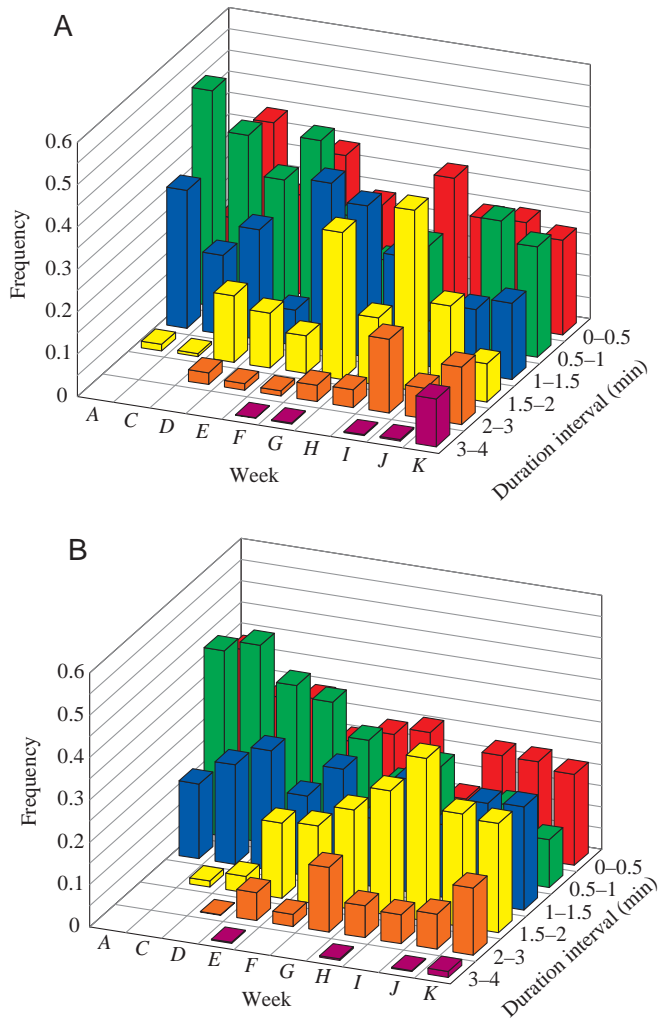 A
0.6
0.5
0.4
0.3
0.2
0.1
0
Frequency
A C D E F G H I J K
Week
0–0.5
0.5–1
1–1.5
1.5–2
2–3
3–4
Duration interval (min)
B
0.6
0.5
0.4
0.3
0.2
0.1
0
Frequency
A C D E F G H I J K
Week
0–0.5
0.5–1
1–1.5
1.5–2
2–3
3–4
Duration interval (min)